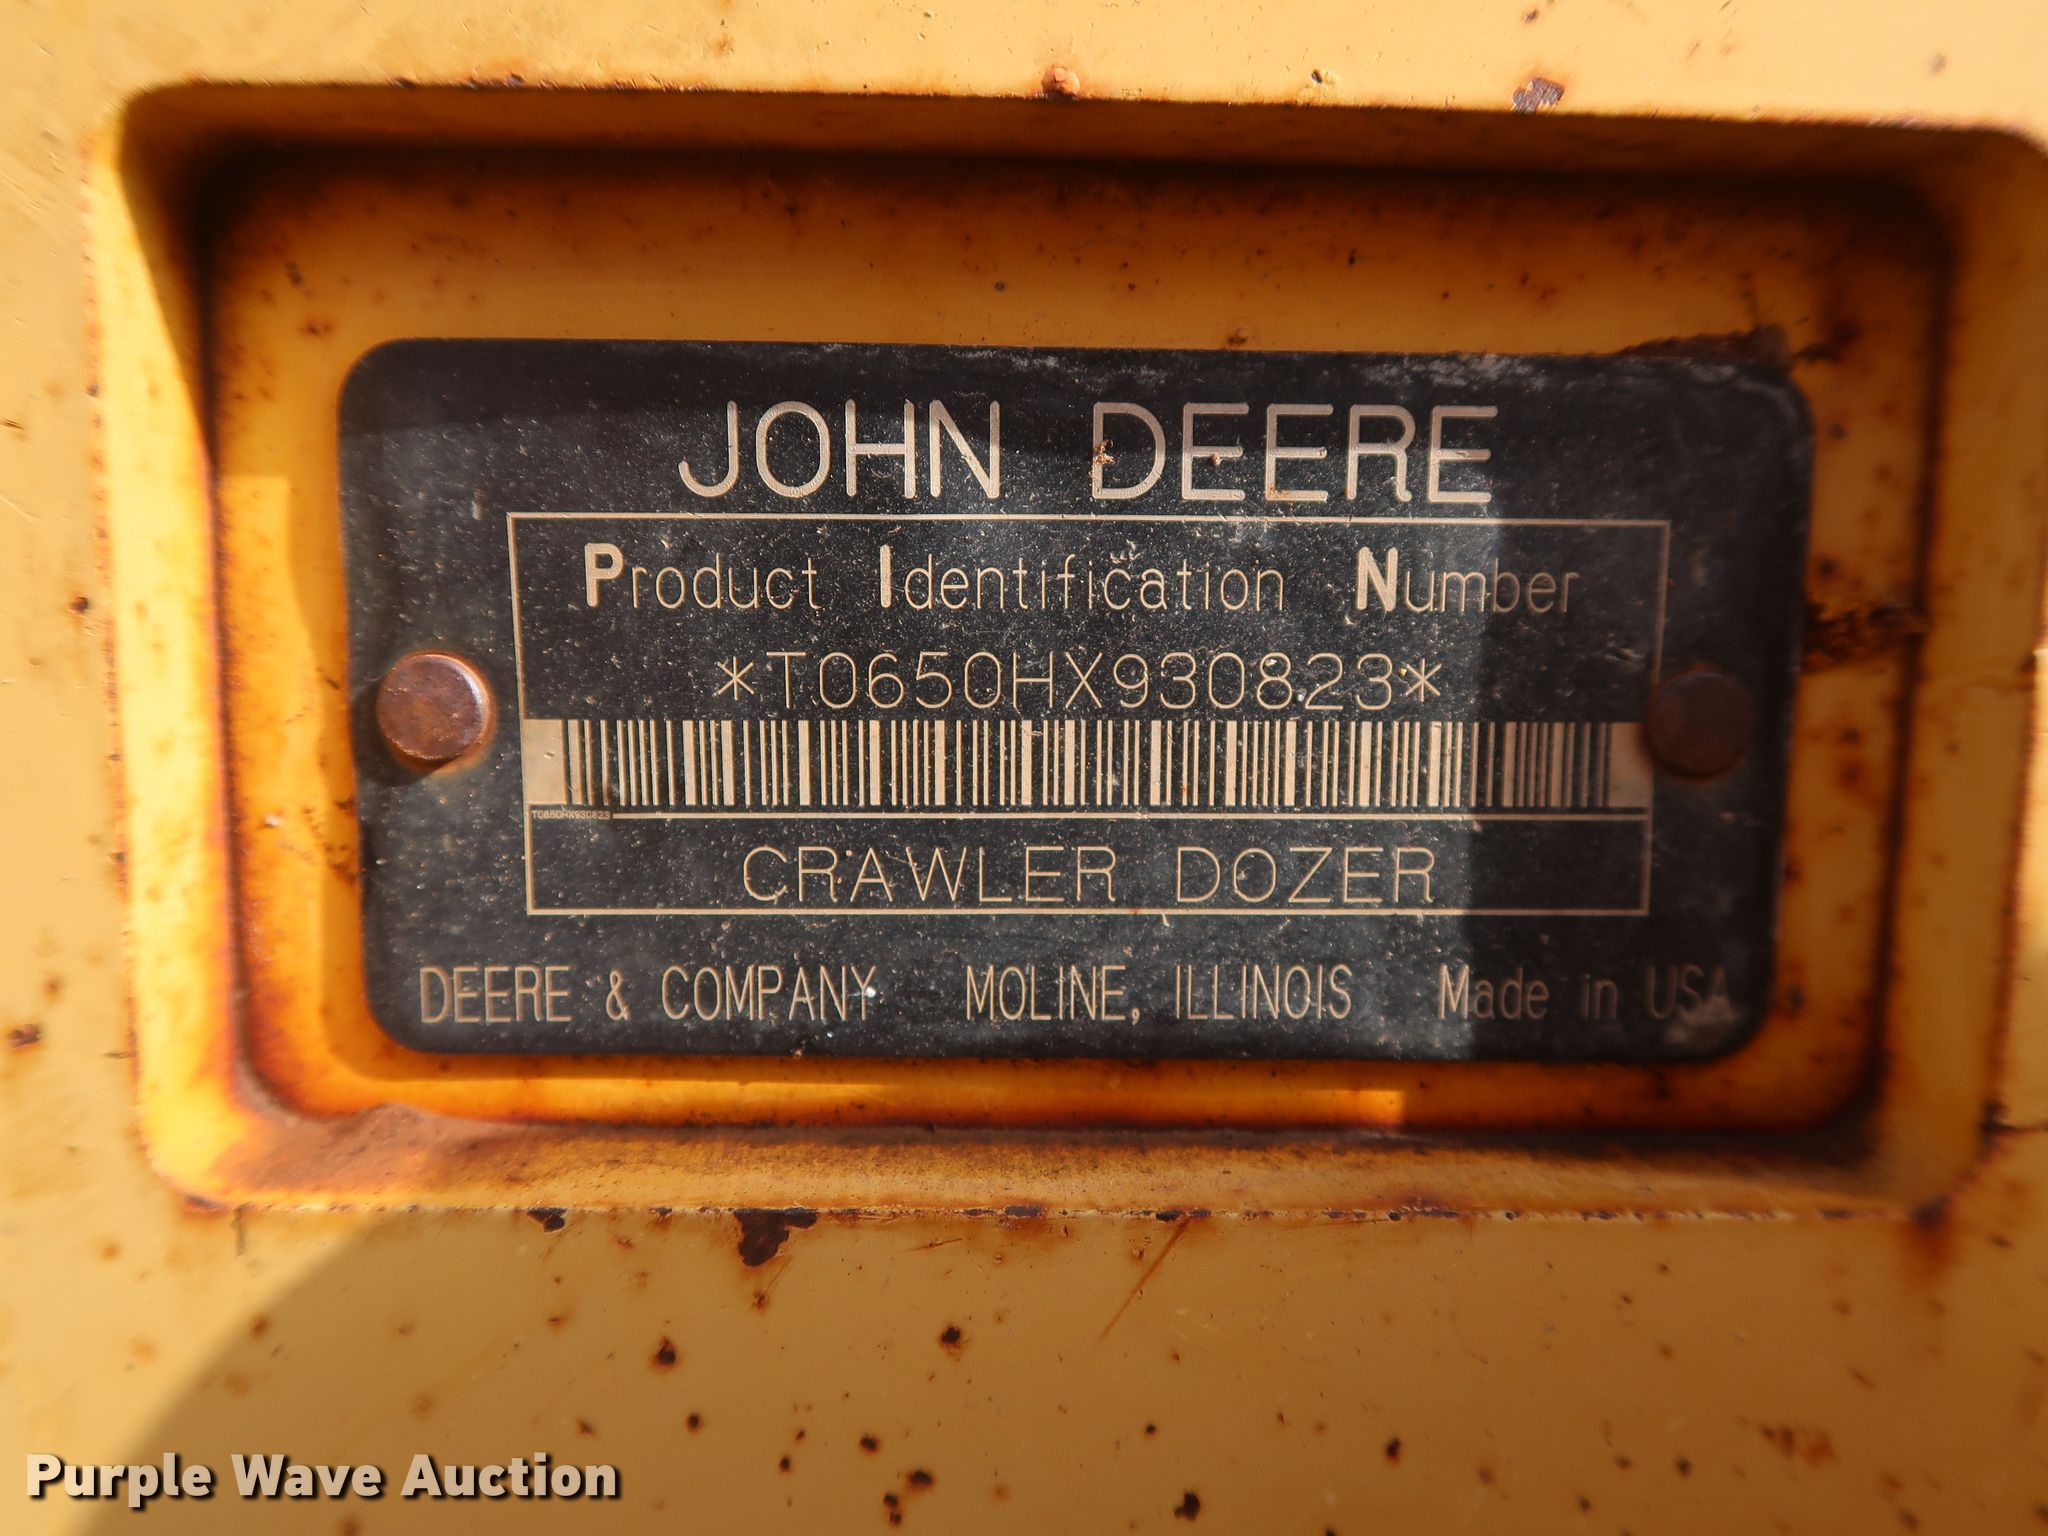 JOHN DEERE
Product Identification Number
*T0650HX930823*
T0650HX930823
CRAWLER DOZER
DEERE & COMPANY MOLINE, ILLINOIS Made in USA
Purple Wave Auction